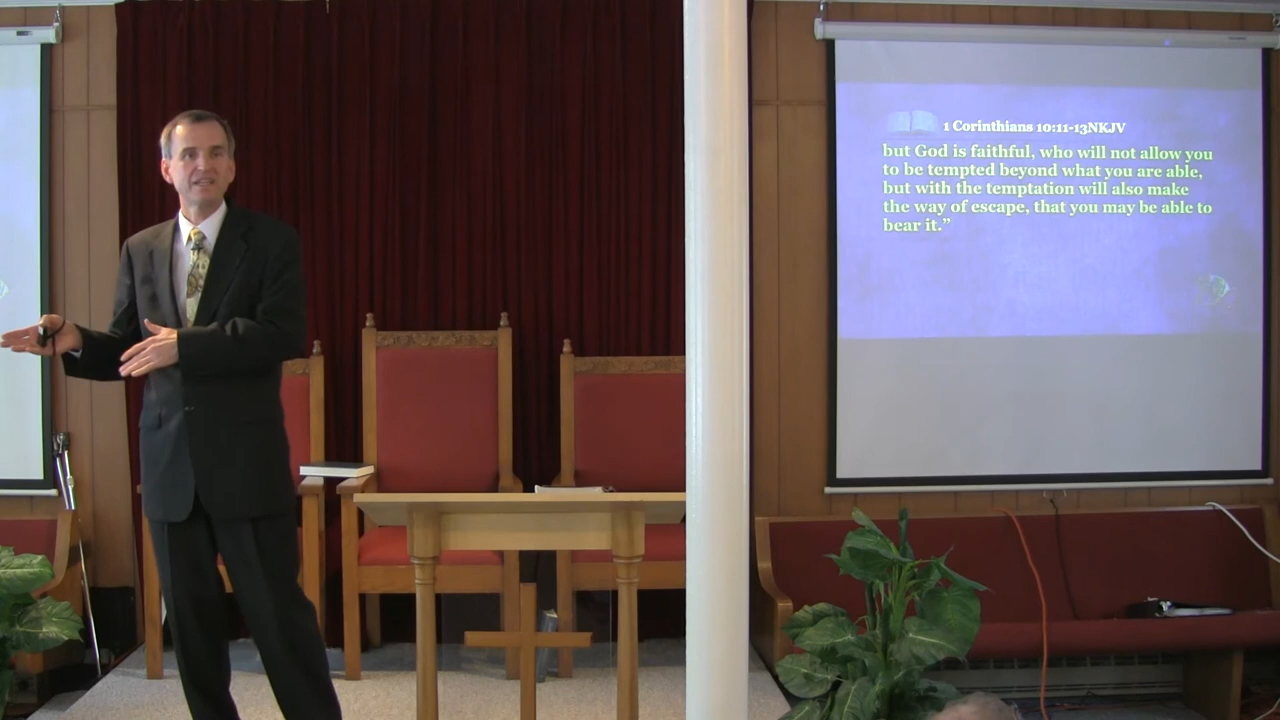 1 Corinthians 10:11-13NKJV
but God is faithful, who will not allow you
to be tempted beyond what you are able,
but with the temptation will also make
the way of escape, that you may be able to
bear it.”